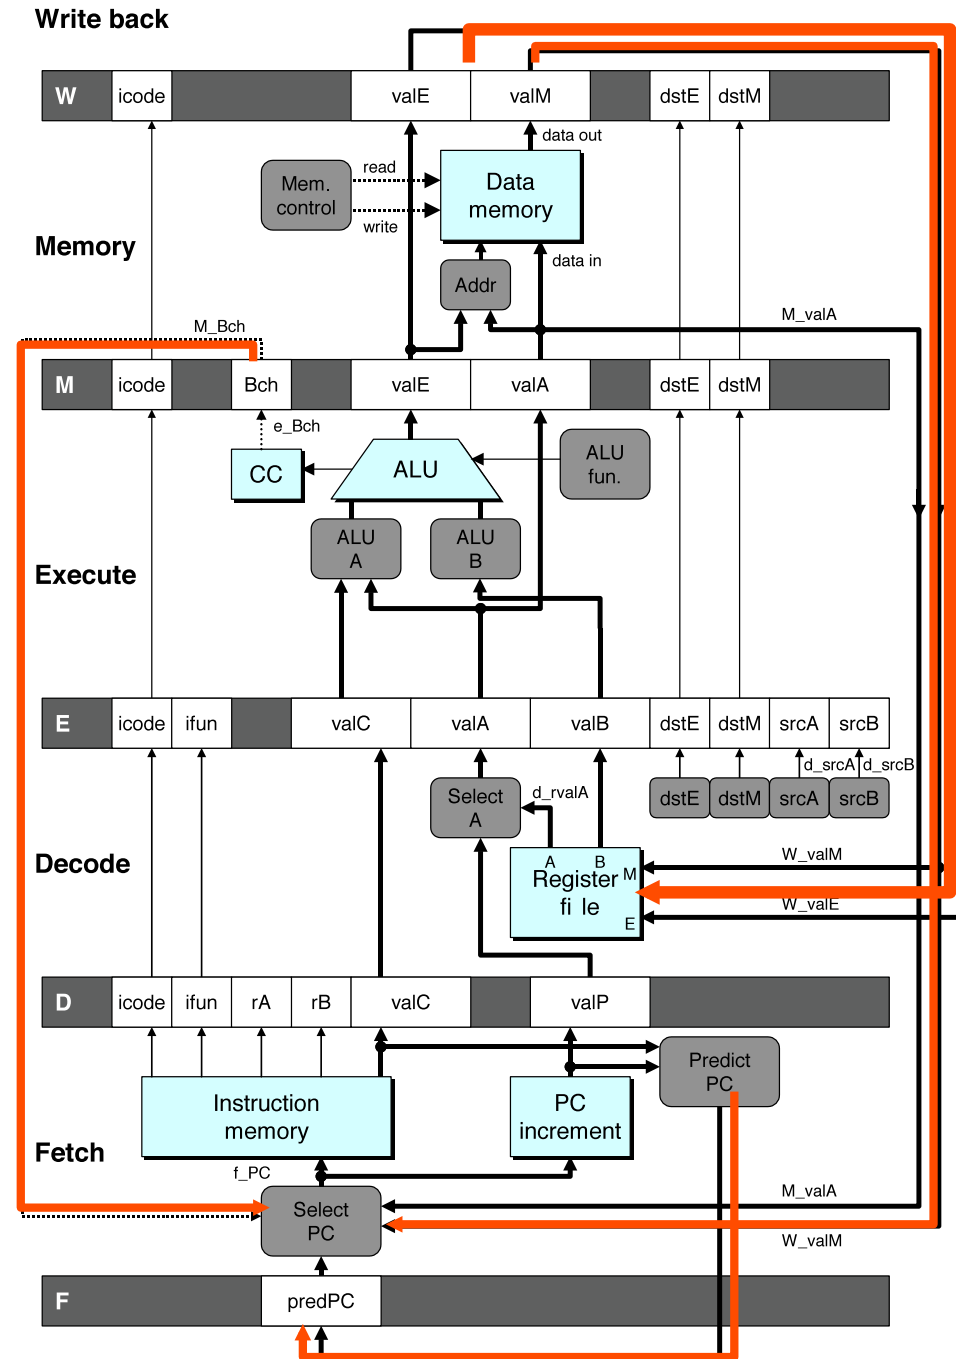 Write back
W icode valE valM dstE dstM
data out
read
Mem.
control
Data
memory
write
Memory
data in
Addr
M_valA
M_Bch
M icode Bch valE valA dstE dstM
e_Bch
CC
ALU
ALU
fun.
ALU
A
ALU
B
Execute
E icode ifun valC valA valB dstE dstM srcA srcB
d_srcA d_srcB
Select
A
d_rvalA
dstE dstM srcA srcB
Decode
A B
W_valM
Register
file
M
E
W_valE
D icode ifun rA rB valC valP
Predict
PC
Instruction
memory
PC
increment
Fetch
f_PC
M_valA
Select
PC
W_valM
F predPC